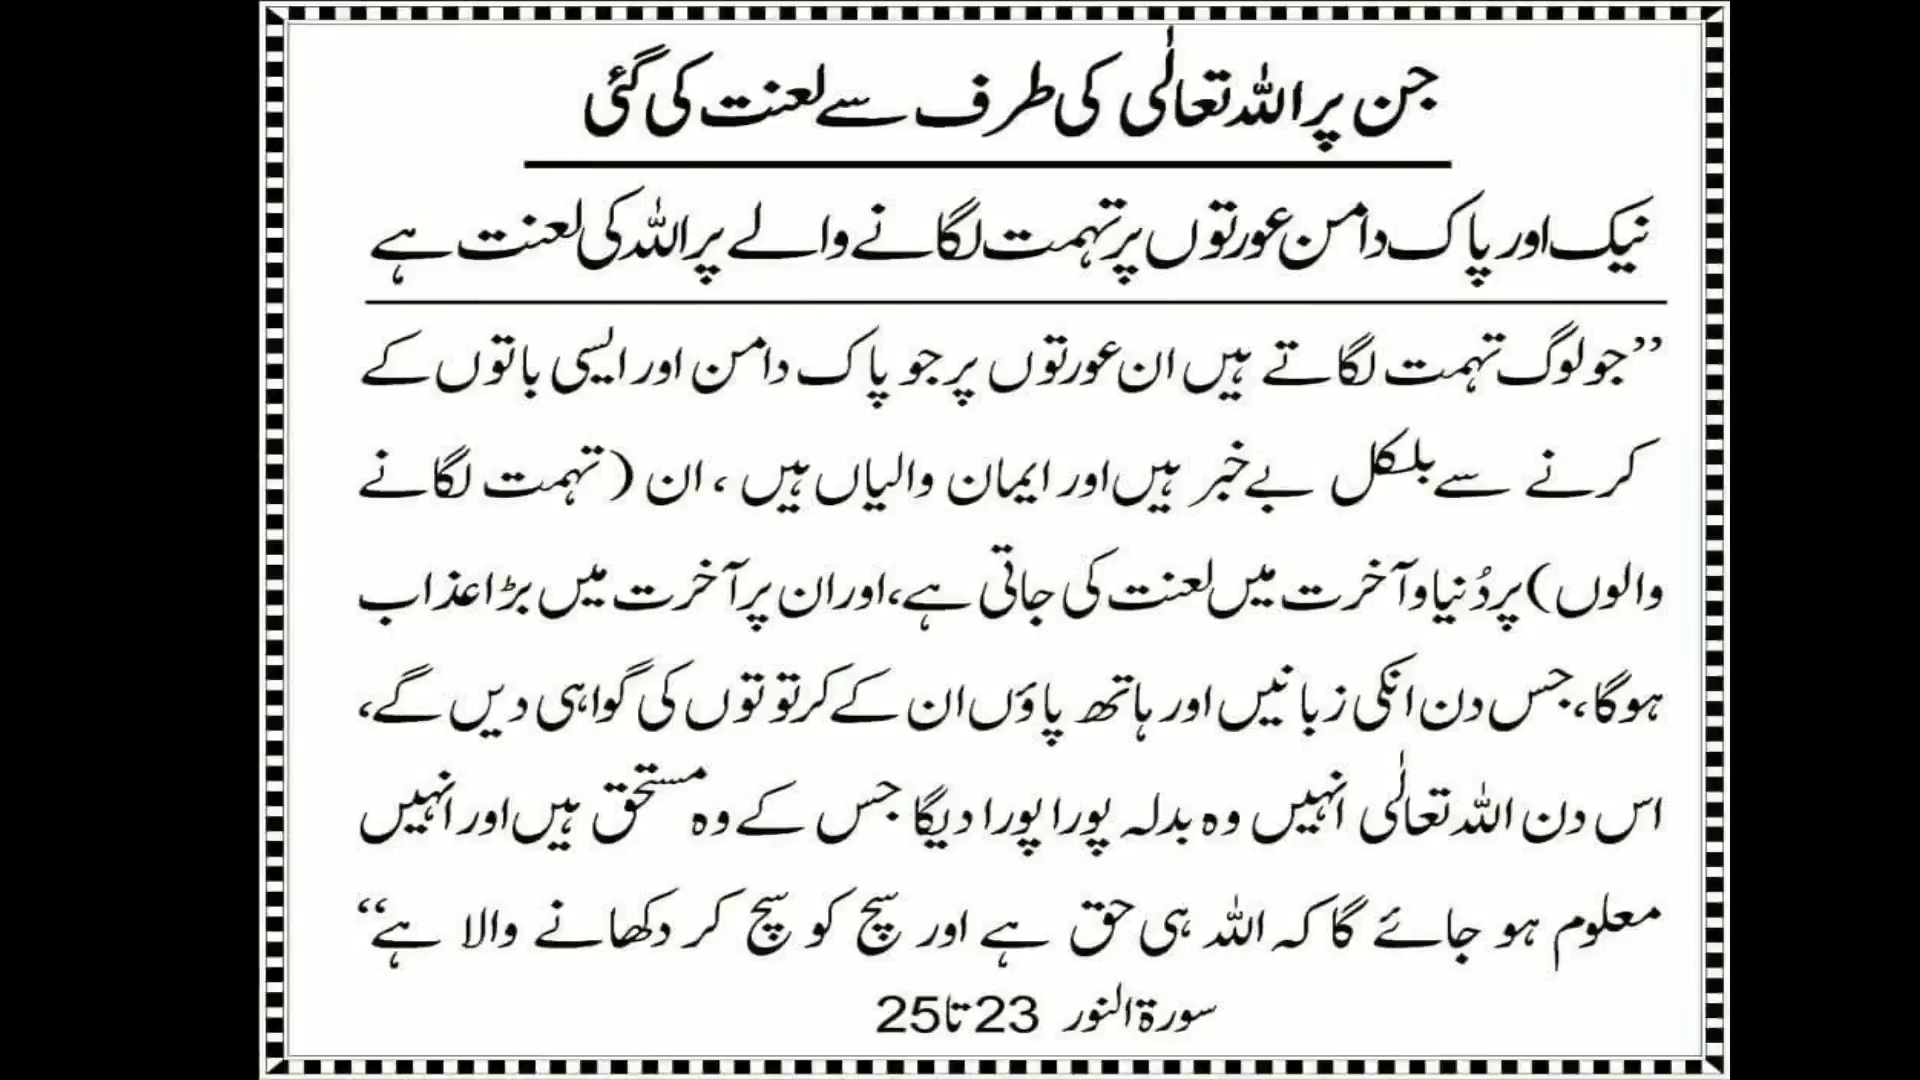 جن پر اللہ تعالٰی کی طرف سے لعنت کی گئی
نیک اور پاک دامن عورتوں پر تہمت لگانے والے پر اللہ کی لعنت ہے
’’جو لوگ تہمت لگاتے ہیں ان عورتوں پر جو پاک دامن اور ایسی باتوں کے
کرنے سے بلکل بے خبر ہیں اور ایمان والیاں ہیں ، ان (تہمت لگانے
والوں) پر دُنیا و آخرت میں لعنت کی جاتی ہے، اور ان پر آخرت میں بڑا عذاب
ہوگا، جس دن انکی زبانیں اور ہاتھ پاؤں ان کے کرتوتوں کی گواہی دیں گے،
اس دن اللہ تعالٰی انہیں وہ بدلہ پورا پورا دیگا جس کے وہ مستحق ہیں اور انہیں
معلوم ہو جائے گا کہ اللہ ہی حق ہے اور سچ کو سچ کر دکھانے والا ہے‘‘
سورۃ النور 23 تا 25